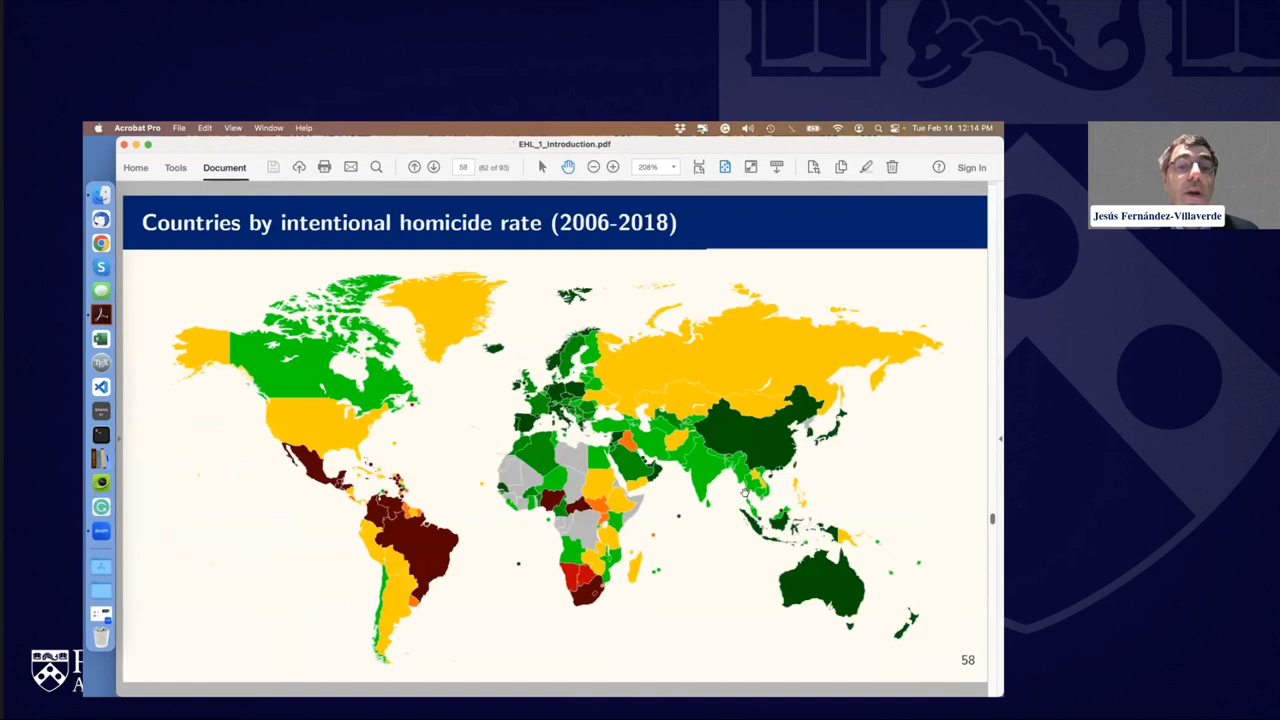 Acrobat Pro File Edit View Window Help
Tue Feb 14 12:14 PM
EHL_1_Introduction.pdf
Home Tools Document
58 (62 of 93)
208%
Sign In
Countries by intentional homicide rate (2006-2018)
58
Jesús Fernández-Villaverde